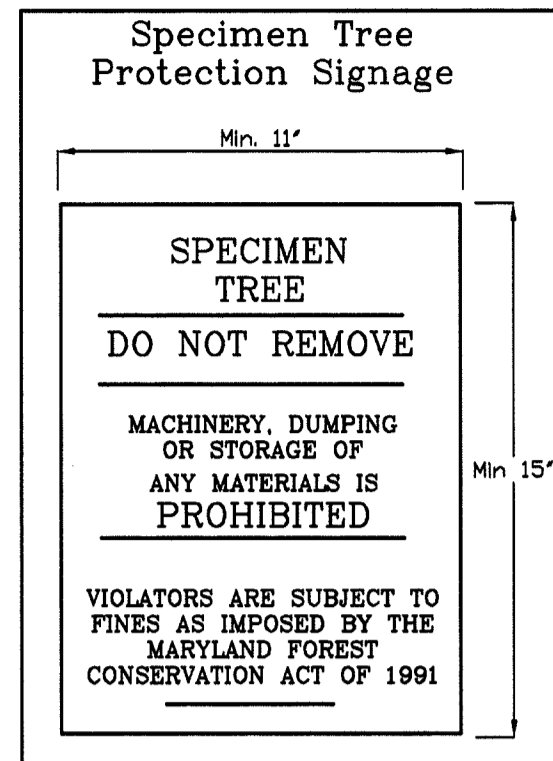 Specimen Tree
Protection Signage
Min. 11"
SPECIMEN
TREE
DO NOT REMOVE
MACHINERY, DUMPING
OR STORAGE OF
ANY MATERIALS IS
PROHIBITED
Min 15"
VIOLATORS ARE SUBJECT TO
FINES AS IMPOSED BY THE
MARYLAND FOREST
CONSERVATION ACT OF 1991